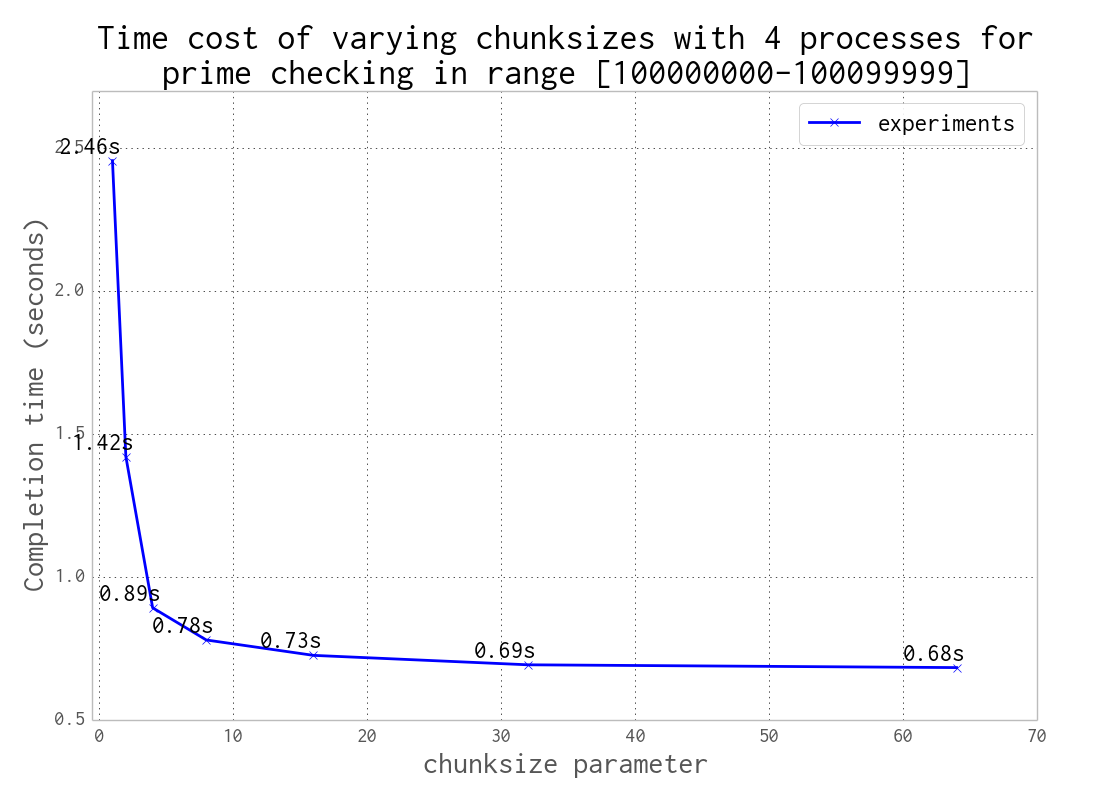 Time cost of varying chunksizes with 4 processes for
prime checking in range [100000000-100099999]
experiments
2.5
2.46s
2.0
1.5
1.42s
1.0
0.89s
0.78s
0.73s
0.69s
0.68s
0.5
Completion time (seconds)
0 10 20 30 40 50 60 70
chunksize parameter